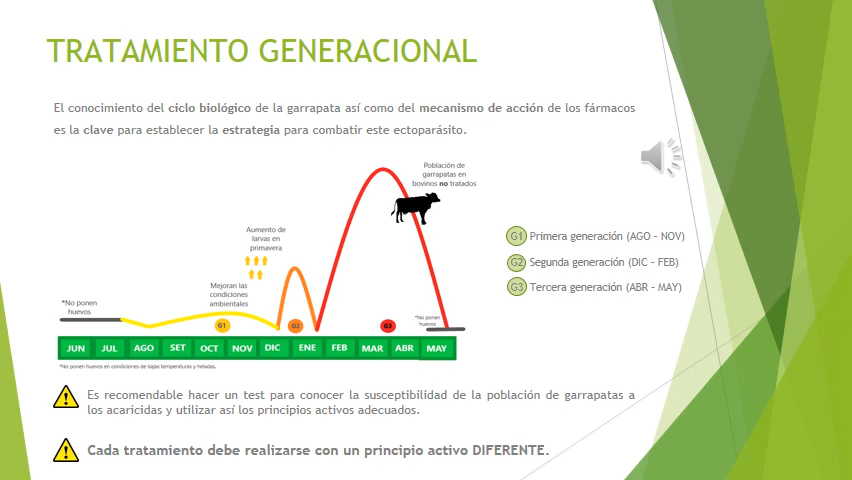 TRATAMIENTO GENERACIONAL
El conocimiento del ciclo biológico de la garrapata así como del mecanismo de acción de los fármacos
es la clave para establecer la estrategia para combatir este ectoparásito.
Población de
garrapatas en
bovinos no tratados
Aumento de
larvas en
primavera
Mejoran las
condiciones
ambientales
*No ponen
huevos
*No ponen
huevos
G1
G2
G3
JUN JUL AGO SET OCT NOV DIC ENE FEB MAR ABR MAY
*No ponen huevos en condiciones de bajas temperaturas y heladas.
G1 Primera generación (AGO – NOV)
G2 Segunda generación (DIC – FEB)
G3 Tercera generación (ABR – MAY)
Es recomendable hacer un test para conocer la susceptibilidad de la población de garrapatas a
los acaricidas y utilizar así los principios activos adecuados.
Cada tratamiento debe realizarse con un principio activo DIFERENTE.